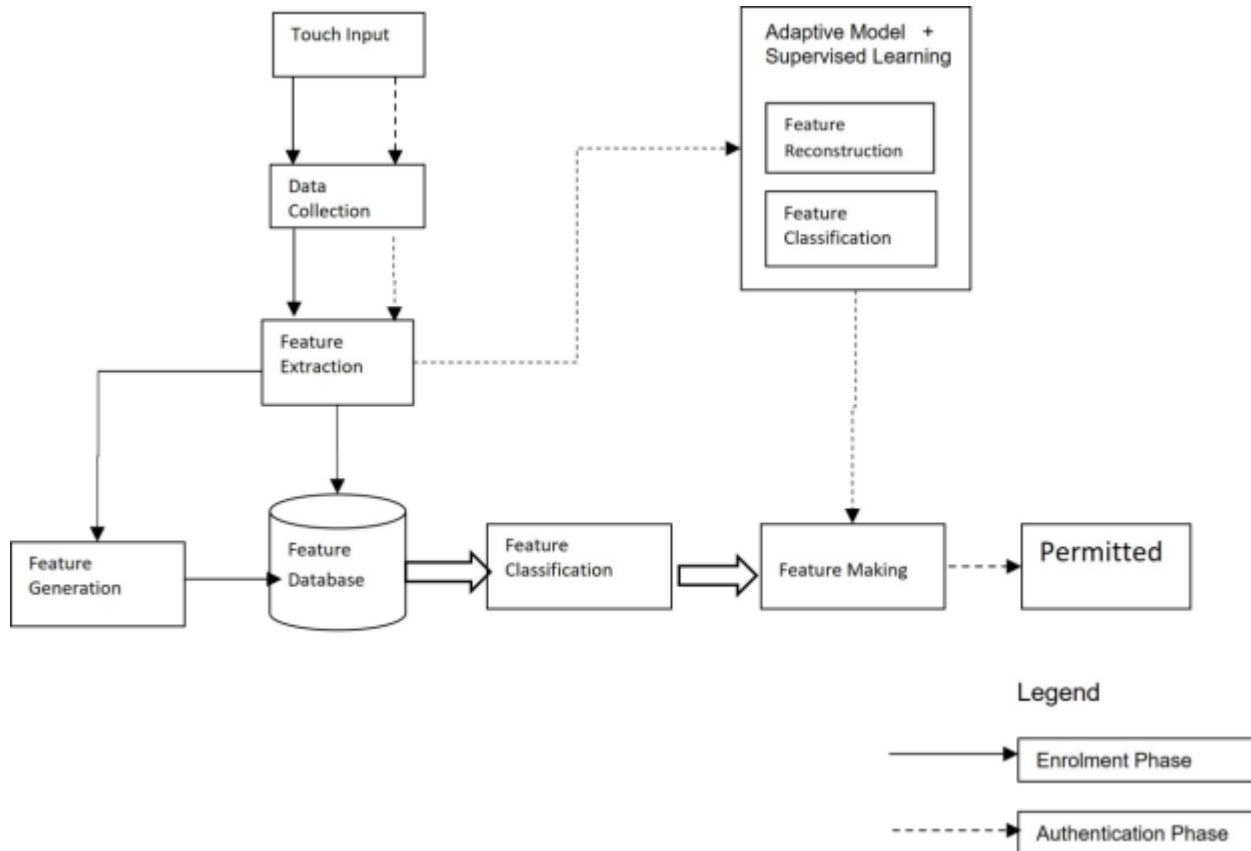 Touch Input
Adaptive Model +
Supervised Learning
Feature
Reconstruction
Data
Collection
Feature
Classification
Feature
Extraction
Feature
Generation
Feature
Database
Feature
Classification
Feature Making
Permitted
Legend
Enrolment Phase
Authentication Phase